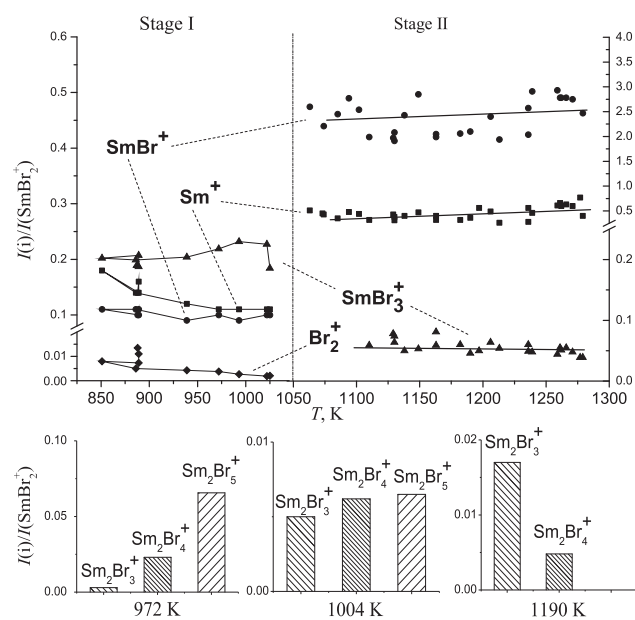 Stage I
Stage II
0.6
0.5
0.4
0.3
0.2
0.1
0.010
0.005
0.000
4.0
3.5
3.0
2.5
2.0
1.5
1.0
0.5
0.2
0.1
0.0
I(i)/I(SmBr₂⁺)
SmBr⁺
Sm⁺
SmBr₃⁺
Br₂⁺
850 900 950 1000 1050 1100 1150 1200 1250 1300
T, K
I(i)/I(SmBr₂⁺)
0.10
0.05
0.00
Sm₂Br₃⁺
Sm₂Br₄⁺
Sm₂Br₅⁺
972 K
0.01
0.00
Sm₂Br₃⁺
Sm₂Br₄⁺
Sm₂Br₅⁺
1004 K
0.02
0.01
0.00
Sm₂Br₃⁺
Sm₂Br₄⁺
1190 K